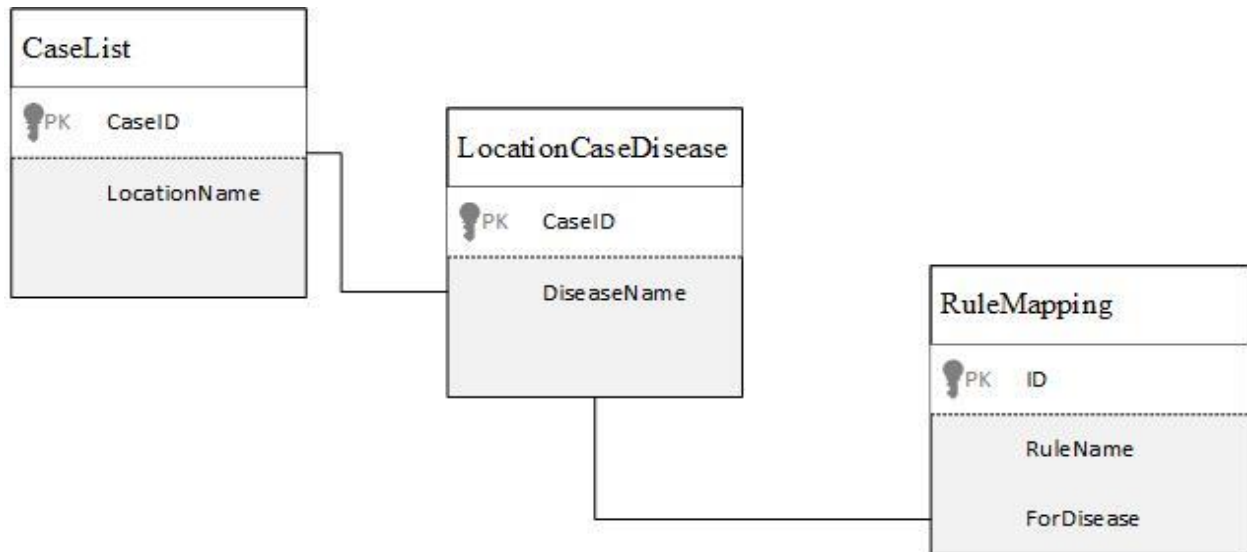 CaseList
PK CaseID
LocationName
LocationCaseDisease
PK CaseID
DiseaseName
RuleMapping
PK ID
RuleName
ForDisease